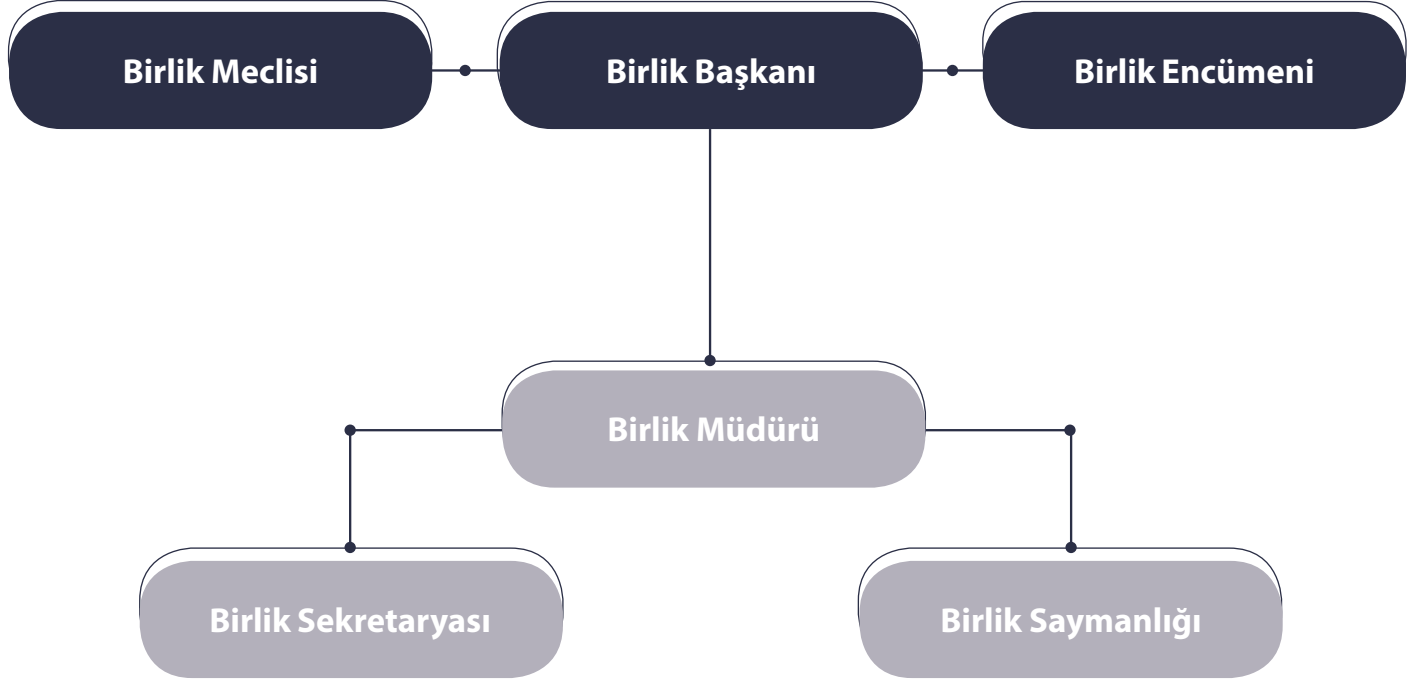 Birlik Meclisi
Birlik Başkanı
Birlik Encümeni
Birlik Müdürü
Birlik Sekretaryası
Birlik Saymanlığı